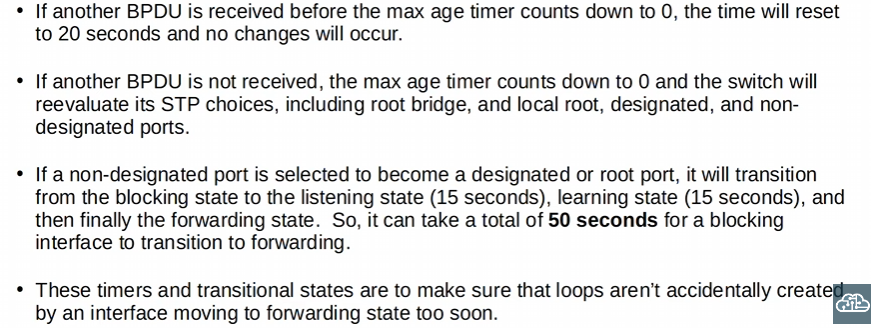 • If another BPDU is received before the max age timer counts down to 0, the time will reset
to 20 seconds and no changes will occur.
• If another BPDU is not received, the max age timer counts down to 0 and the switch will
reevaluate its STP choices, including root bridge, and local root, designated, and non-
designated ports.
• If a non-designated port is selected to become a designated or root port, it will transition
from the blocking state to the listening state (15 seconds), learning state (15 seconds), and
then finally the forwarding state.  So, it can take a total of 50 seconds for a blocking
interface to transition to forwarding.
• These timers and transitional states are to make sure that loops aren’t accidentally created
by an interface moving to forwarding state too soon.